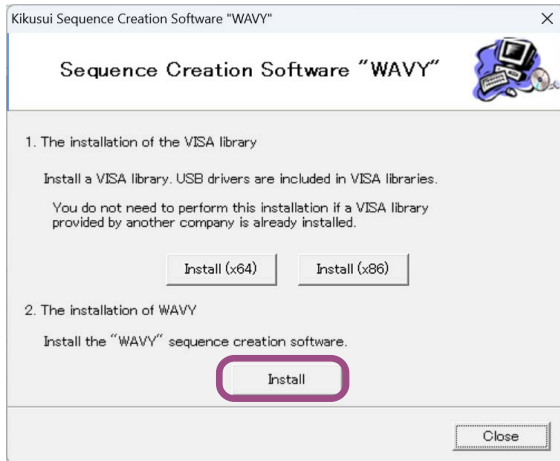 Kikusui Sequence Creation Software "WAVY"
Sequence Creation Software "WAVY"
1. The installation of the VISA library
Install a VISA library. USB drivers are included in VISA libraries.
You do not need to perform this installation if a VISA library
provided by another company is already installed.
Install (x64)
Install (x86)
2. The installation of WAVY
Install the "WAVY" sequence creation software.
Install
Close